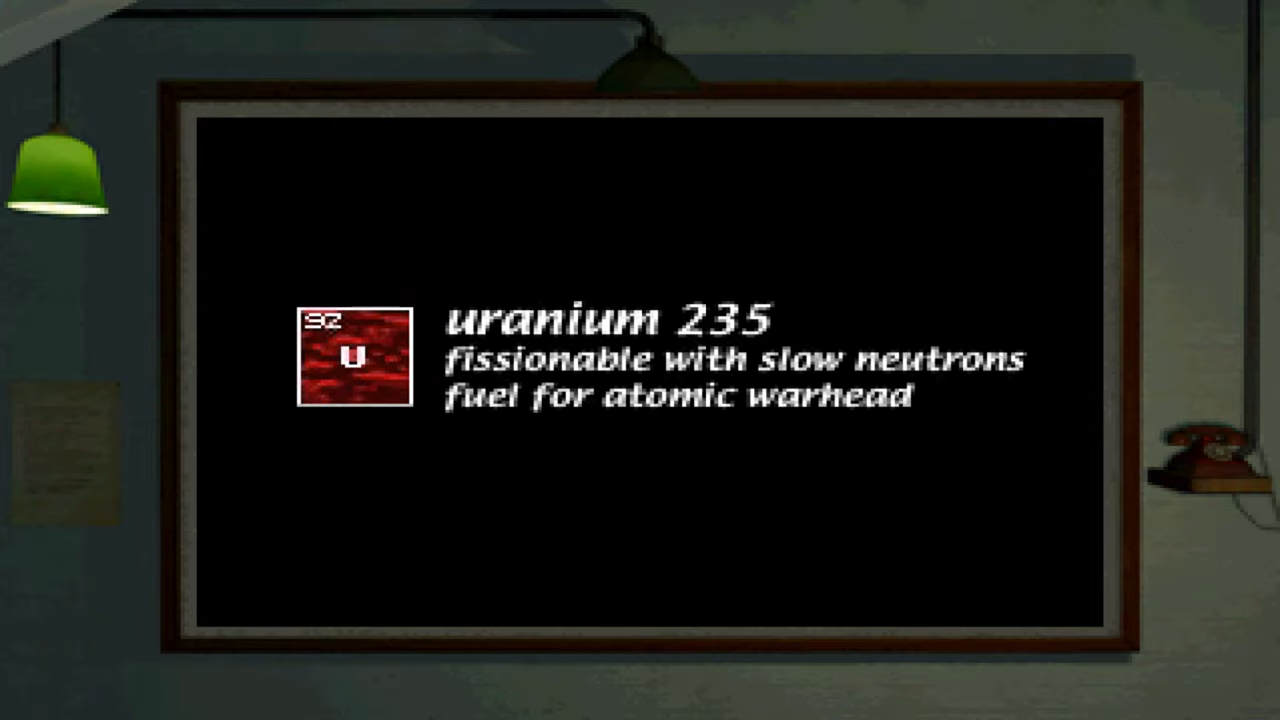 92
U
uranium 235
fissionable with slow neutrons
fuel for atomic warhead